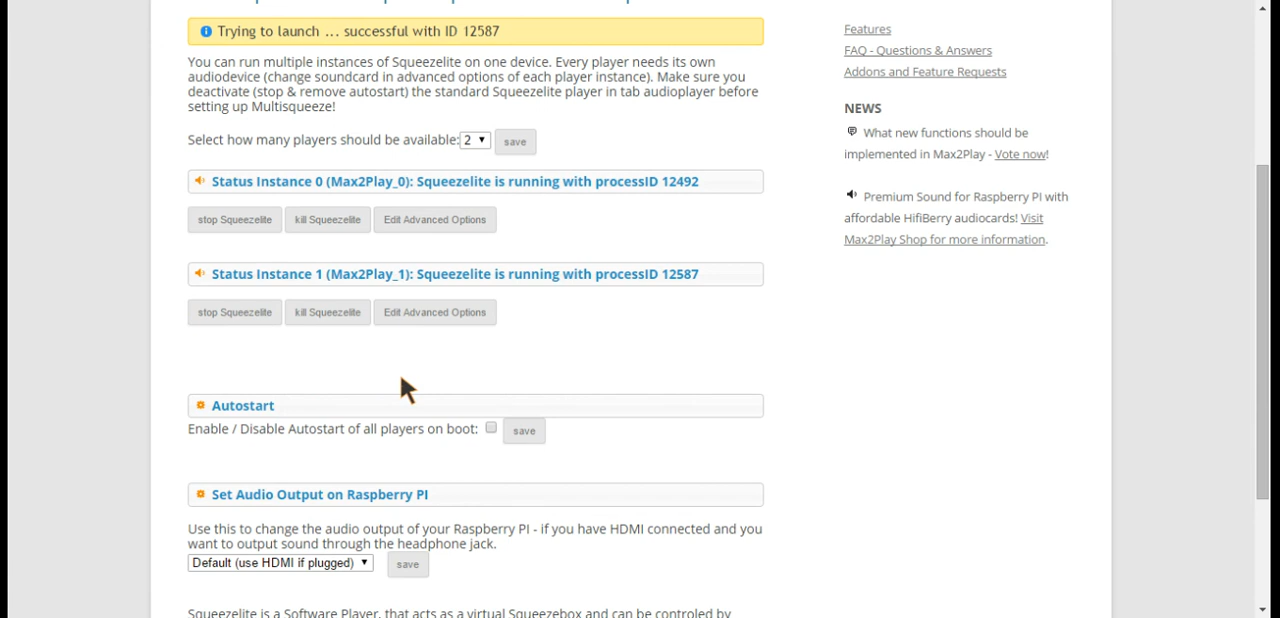 Trying to launch ... successful with ID 12587
You can run multiple instances of Squeezelite on one device. Every player needs its own
audiodevice (change soundcard in advanced options of each player instance). Make sure you
deactivate (stop & remove autostart) the standard Squeezelite player in tab audioplayer before
setting up Multisqueeze!
Select how many players should be available: 2 save
Status Instance 0 (Max2Play_0): Squeezelite is running with processID 12492
stop Squeezelite kill Squeezelite Edit Advanced Options
Status Instance 1 (Max2Play_1): Squeezelite is running with processID 12587
stop Squeezelite kill Squeezelite Edit Advanced Options
Autostart
Enable / Disable Autostart of all players on boot: save
Set Audio Output on Raspberry PI
Use this to change the audio output of your Raspberry PI - if you have HDMI connected and you
want to output sound through the headphone jack.
Default (use HDMI if plugged) save
Squeezelite is a Software Player, that acts as a virtual Squeezebox and can be controled by
Features
FAQ - Questions & Answers
Addons and Feature Requests
NEWS
What new functions should be
implemented in Max2Play - Vote now!
Premium Sound for Raspberry PI with
affordable HifiBerry audiocards! Visit
Max2Play Shop for more information.